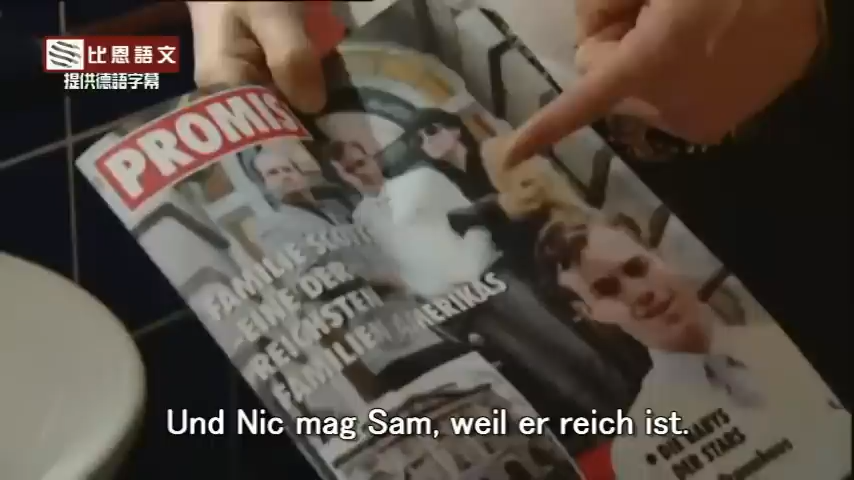 比恩語文
提供德語字幕
PROMIS
FAMILIE SCOTT
EINE DER
REICHSTEN
FAMILIEN AMERIKAS
Und Nic mag Sam, weil er reich ist.
• DIE BABYS
DER STARS